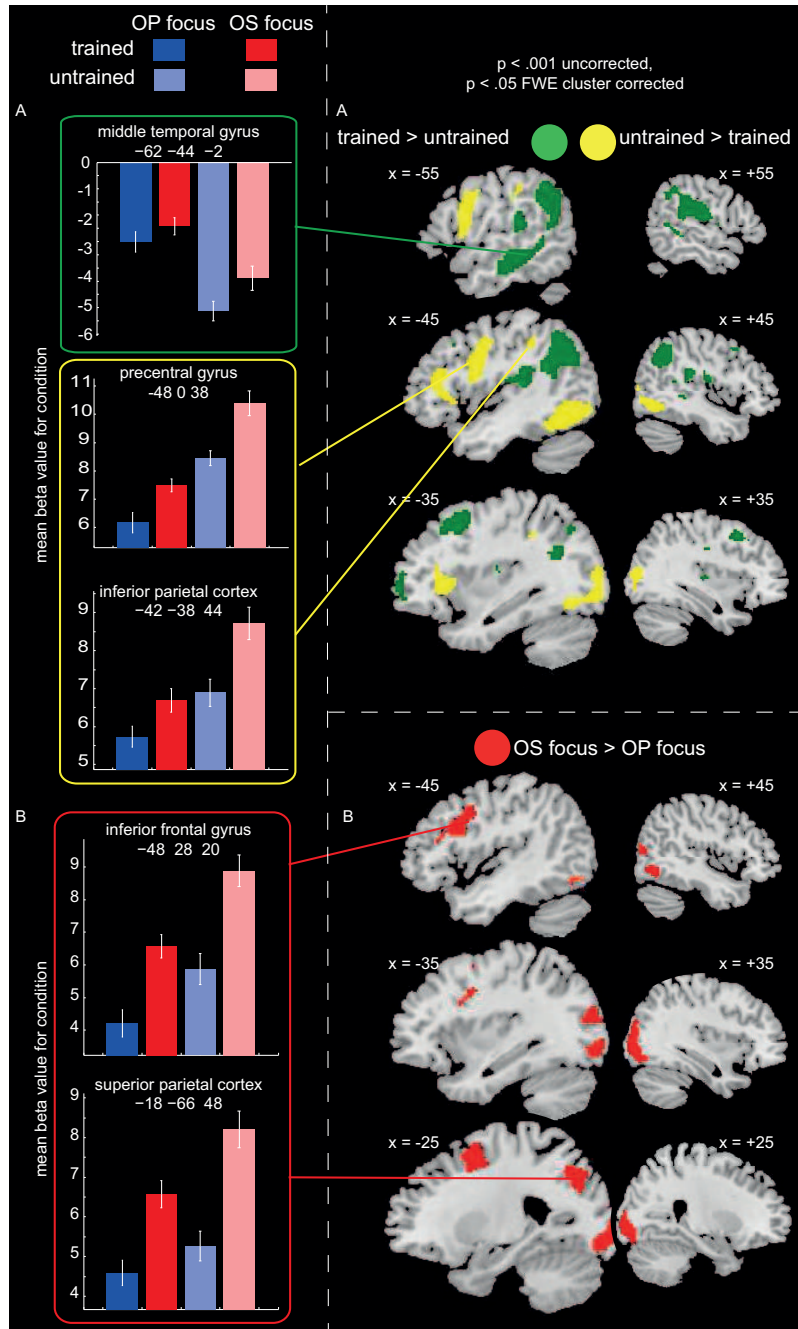 OP focus OS focus
trained
untrained
A
middle temporal gyrus
−62 −44 −2
0
-1
-2
-3
-4
-5
-6
mean beta value for condition
precentral gyrus
-48 0 38
11
10
9
8
7
6
inferior parietal cortex
−42 −38 44
9
8
7
6
5
B
inferior frontal gyrus
−48 28 20
9
8
7
6
5
4
mean beta value for condition
superior parietal cortex
−18 −66 48
9
8
7
6
5
4
p < .001 uncorrected,
p < .05 FWE cluster corrected
A
trained > untrained untrained > trained
x = -55 x = +55
x = -45 x = +45
x = -35 x = +35
OS focus > OP focus
B
x = -45 x = +45
x = -35 x = +35
x = -25 x = +25